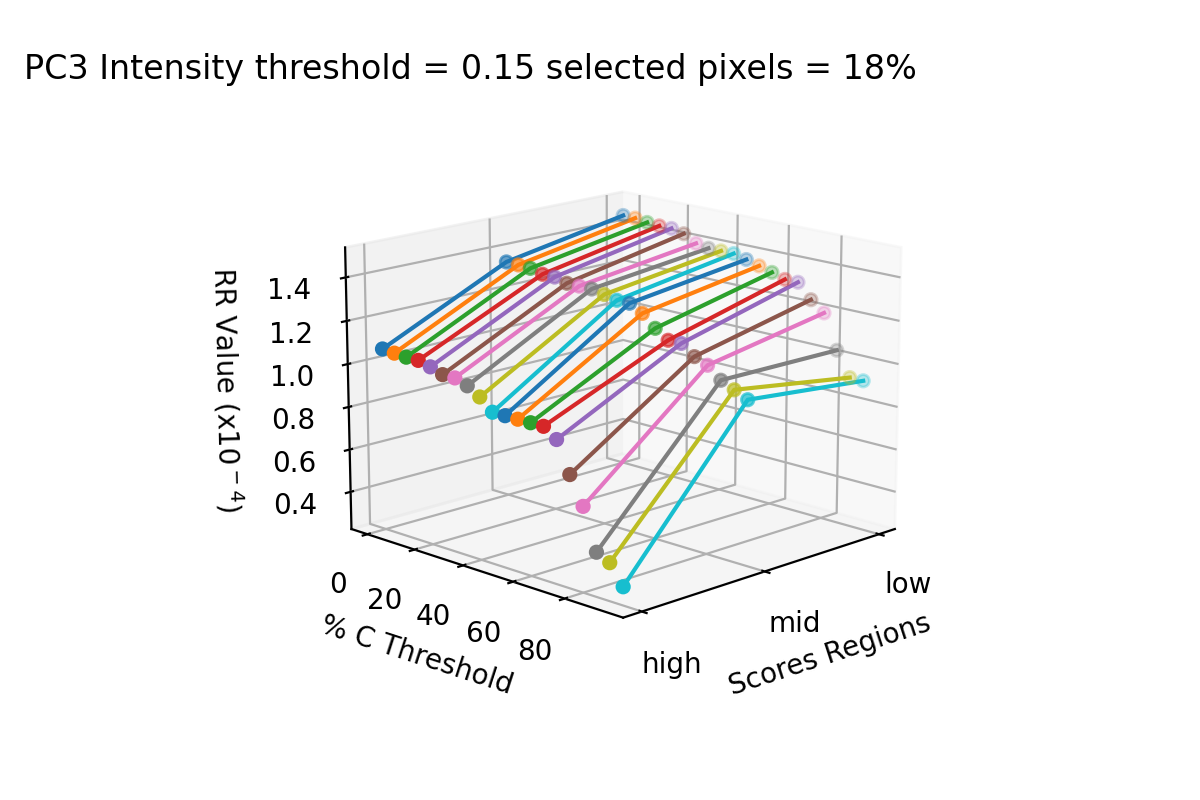 PC3 Intensity threshold = 0.15 selected pixels = 18%
RR Value (x10⁻⁴)
1.4
1.2
1.0
0.8
0.6
0.4
0
20
40
60
80
% C Threshold
high
mid
low
Scores Regions